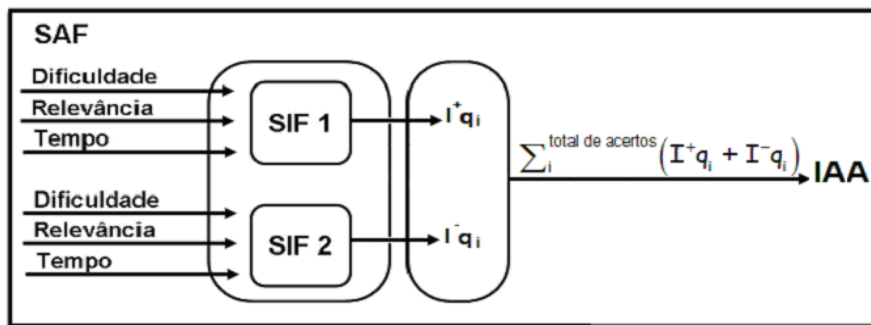 SAF
Dificuldade
Relevância
Tempo
SIF 1
I⁺qᵢ
Dificuldade
Relevância
Tempo
SIF 2
I⁻qᵢ
∑ᵢ^total de acertos (I⁺qᵢ + I⁻qᵢ)
IAA